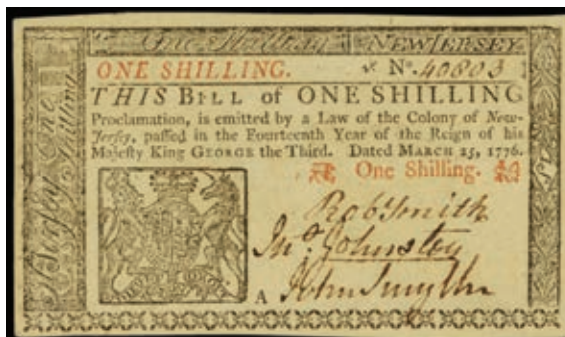 One Shilling NEW JERSEY.
ONE SHILLING. No. 40803
THIS BILL of ONE SHILLING
Proclamation, is emitted by a Law of the Colony of New-
Jersey, passed in the Fourteenth Year of the Reign of his
Majesty King GEORGE the Third. Dated MARCH 25, 1776.
One Shilling.
Robt Smith
Jno. Johnston
A John Smyth
One
Shilling